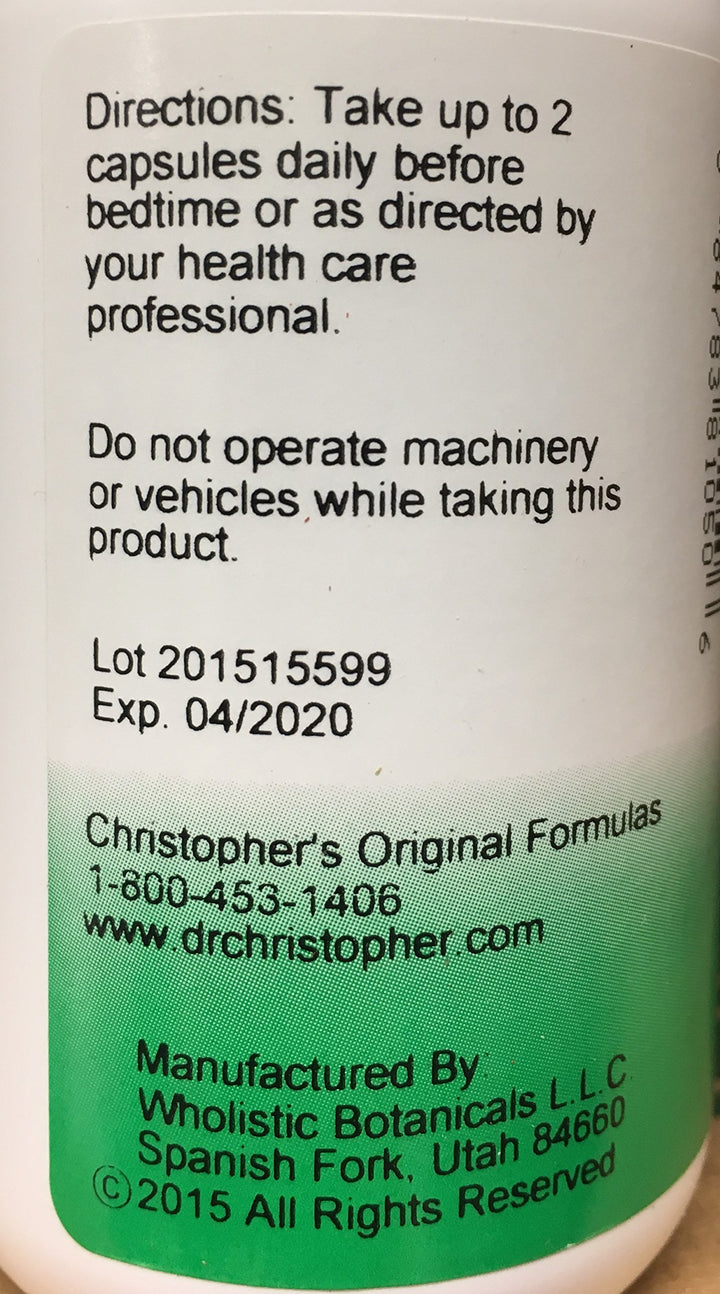 Directions: Take up to 2
capsules daily before
bedtime or as directed by
your health care
professional.
Do not operate machinery
or vehicles while taking this
product.
Lot 201515599
Exp. 04/2020
Christopher's Original Formulas
1-800-453-1406
www.drchristopher.com
Manufactured By:
Wholistic Botanicals L.L.C.
Spanish Fork, Utah 84660
©2015 All Rights Reserved